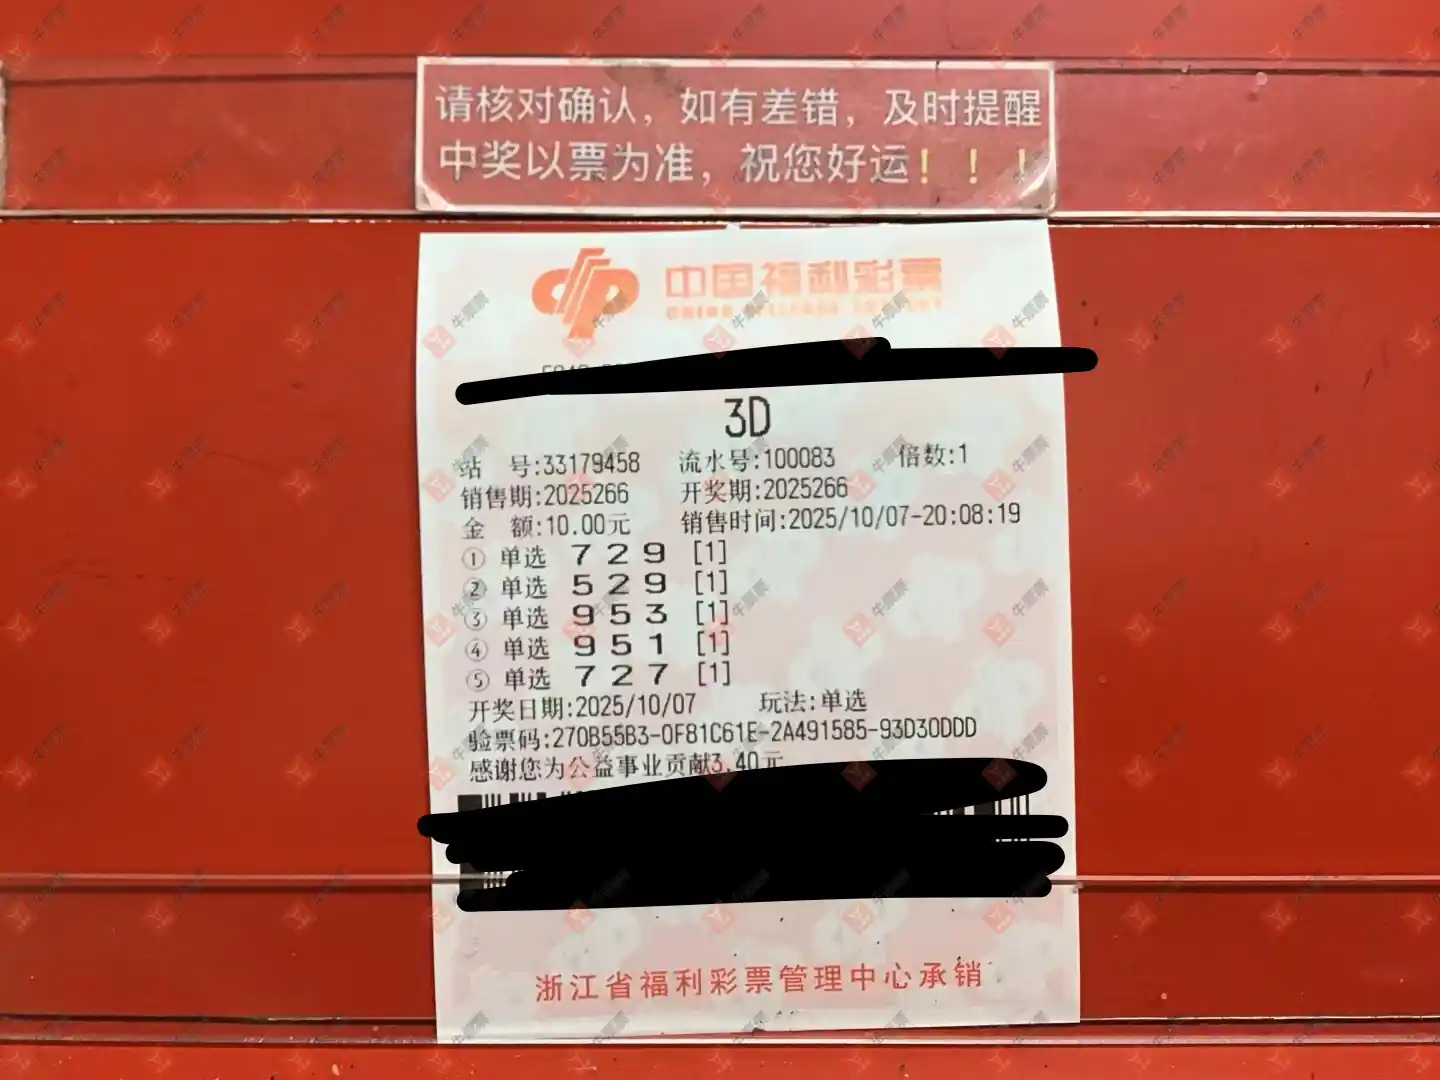 请核对确认，如有差错，及时提醒
中奖以票为准，祝您好运！！！
中国福利彩票
CHINA WELFARE LOTTERY
3D
站 号:33179458 流水号:100083 倍数:1
销售期:2025266 开奖期:2025266
金 额:10.00元 销售时间:2025/10/07-20:08:19
① 单选 7 2 9 [1]
② 单选 5 2 9 [1]
③ 单选 9 5 3 [1]
④ 单选 9 5 1 [1]
⑤ 单选 7 2 7 [1]
开奖日期:2025/10/07 玩法:单选
验票码:270B55B3-0F81C61E-2A491585-93D30DDD
感谢您为公益事业贡献3.40元
浙江省福利彩票管理中心承销